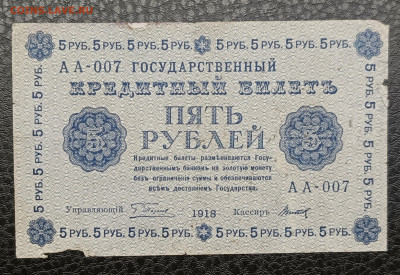 5 РУБ. 5 РУБ. 5 РУБ. 5 РУБ. 5 РУБ. 5 РУБ. 5 РУБ. 5 РУБ.
АА-007 ГОСУДАРСТВЕННЫЙ
КРЕДИТНЫЙ БИЛЕТЪ
ПЯТЬ
5 РУБЛЕЙ 5
Кредитные билеты размѣниваются Госу-
дарственнымъ банкомъ на золотую монету
безъ ограниченія суммы и обезпечиваются
всѣмъ достояніемъ Государства.
АА-007
Управляющій 1918 Кассиръ
5 РУБ. 5 РУБ. 5 РУБ. 5 РУБ. 5 РУБ. 5 РУБ. 5 РУБ.